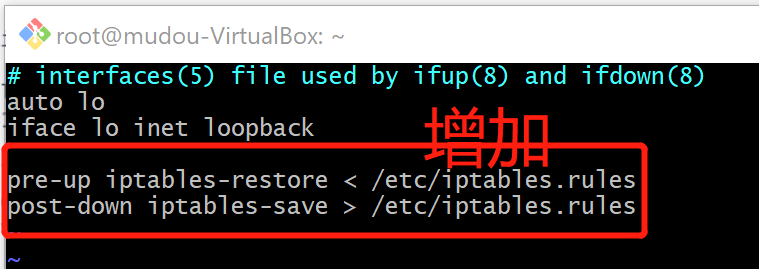 root@mudou-VirtualBox: ~
# interfaces(5) file used by ifup(8) and ifdown(8)
auto lo
iface lo inet loopback
增加
pre-up iptables-restore < /etc/iptables.rules
post-down iptables-save > /etc/iptables.rules
~
~